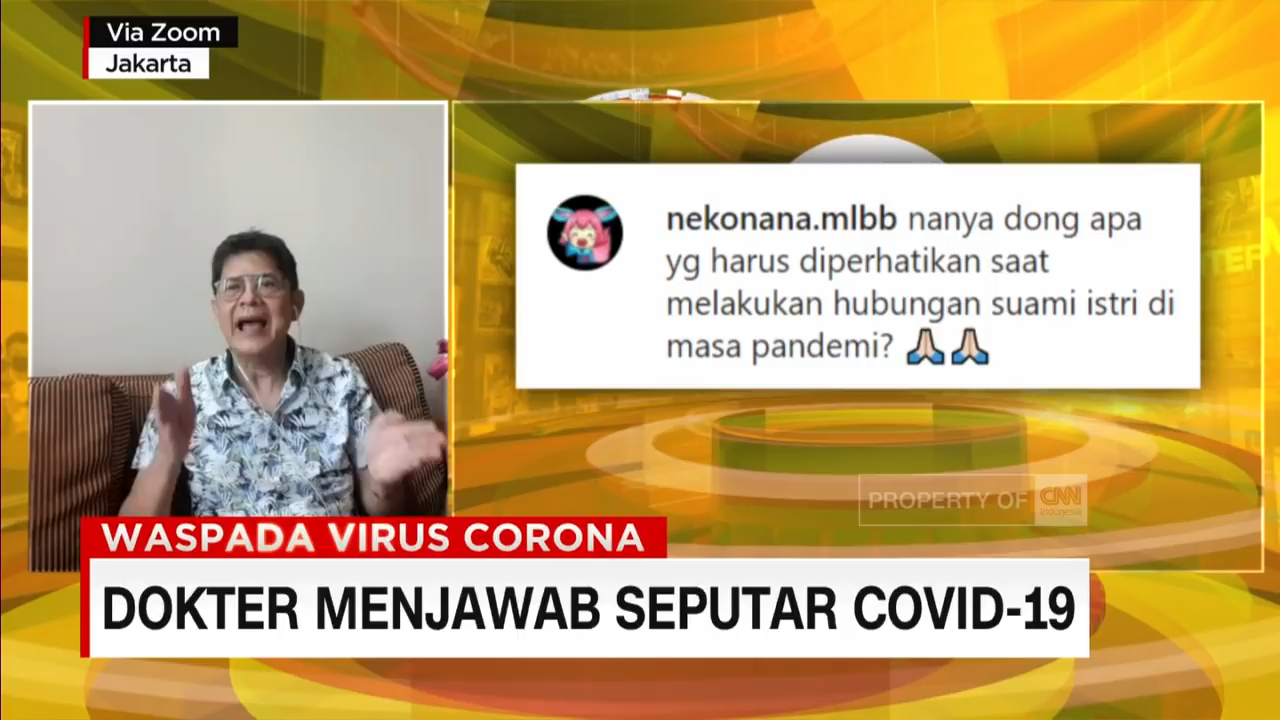 Via Zoom
Jakarta
nekonana.mlbb nanya dong apa
yg harus diperhatikan saat
melakukan hubungan suami istri di
masa pandemi? 🙏🏻🙏🏻
PROPERTY OF CNN
Indonesia
WASPADA VIRUS CORONA
DOKTER MENJAWAB SEPUTAR COVID-19